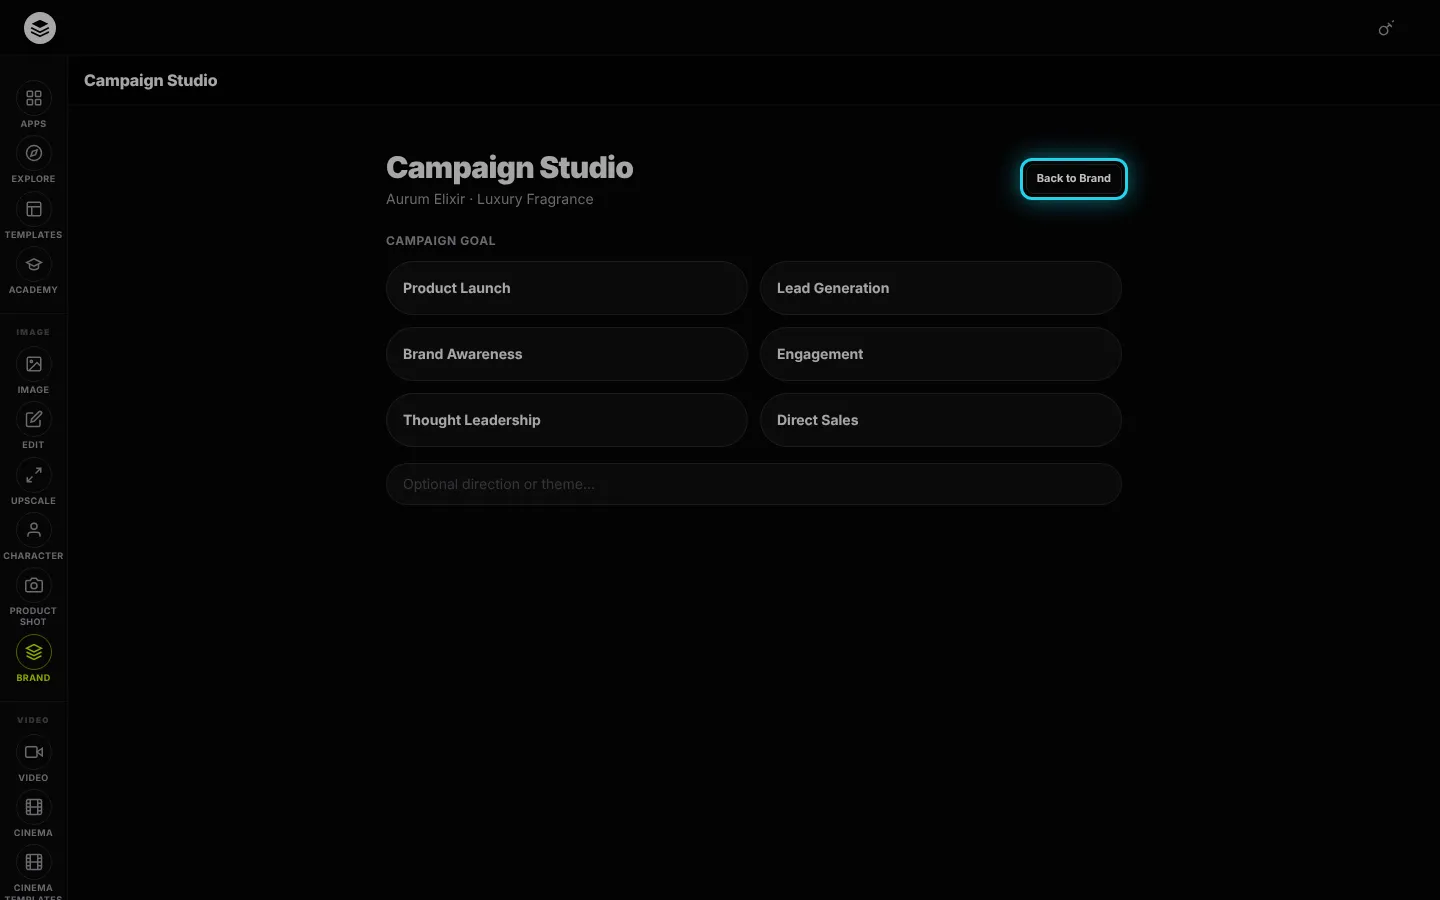 Campaign Studio
APPS
EXPLORE
TEMPLATES
ACADEMY
IMAGE
IMAGE
EDIT
UPSCALE
CHARACTER
PRODUCT
SHOT
BRAND
VIDEO
VIDEO
CINEMA
CINEMA
TEMPLATES
Campaign Studio
Aurum Elixir · Luxury Fragrance
Back to Brand
CAMPAIGN GOAL
Product Launch
Lead Generation
Brand Awareness
Engagement
Thought Leadership
Direct Sales
Optional direction or theme...